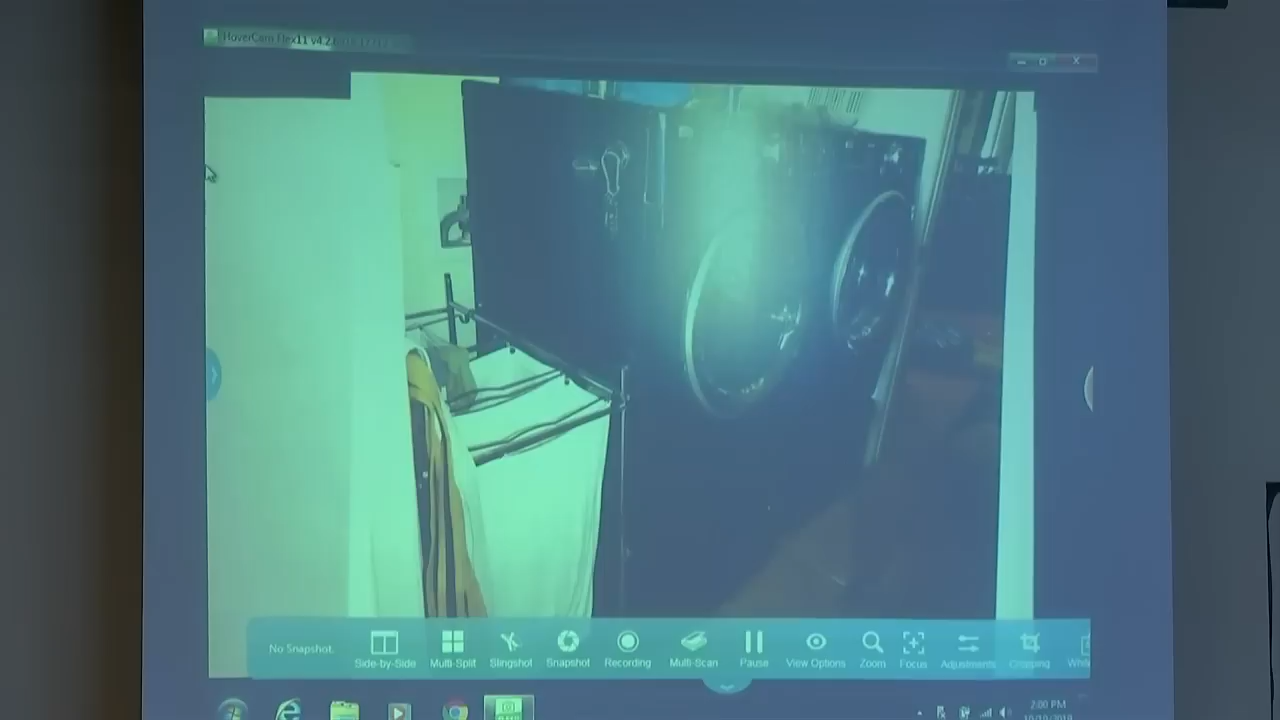 HoverCam Flex11 v4.2
No Snapshot.
Side-by-Side
Multi-Split
Slingshot
Snapshot
Recording
Multi-Scan
Pause
View Options
Zoom
Focus
Adjustments
Cropping
2:00 PM